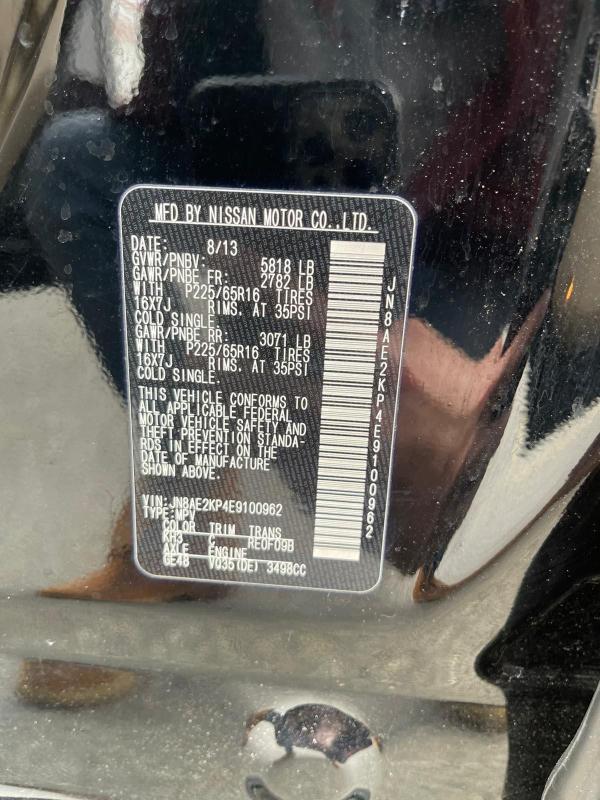 MFD BY NISSAN MOTOR CO.,LTD.
DATE: 8/13
GVWR/PNBV: 5818 LB
GAWR/PNBE FR: 2782 LB
WITH P225/65R16 TIRES
16X7J RIMS. AT 35PSI
COLD SINGLE.
GAWR/PNBE RR: 3071 LB
WITH P225/65R16 TIRES
16X7J RIMS. AT 35PSI
COLD SINGLE.
THIS VEHICLE CONFORMS TO
ALL APPLICABLE FEDERAL
MOTOR VEHICLE SAFETY AND
THEFT PREVENTION STANDA-
RDS IN EFFECT ON THE
DATE OF MANUFACTURE
SHOWN ABOVE.
VIN: JN8AE2KP4E9100962
TYPE: MPV
COLOR TRIM TRANS
KH3 C RE0F09B
AXLE ENGINE
GE48 VQ35(DE) 3498CC
JN8AE2KP4E9100962